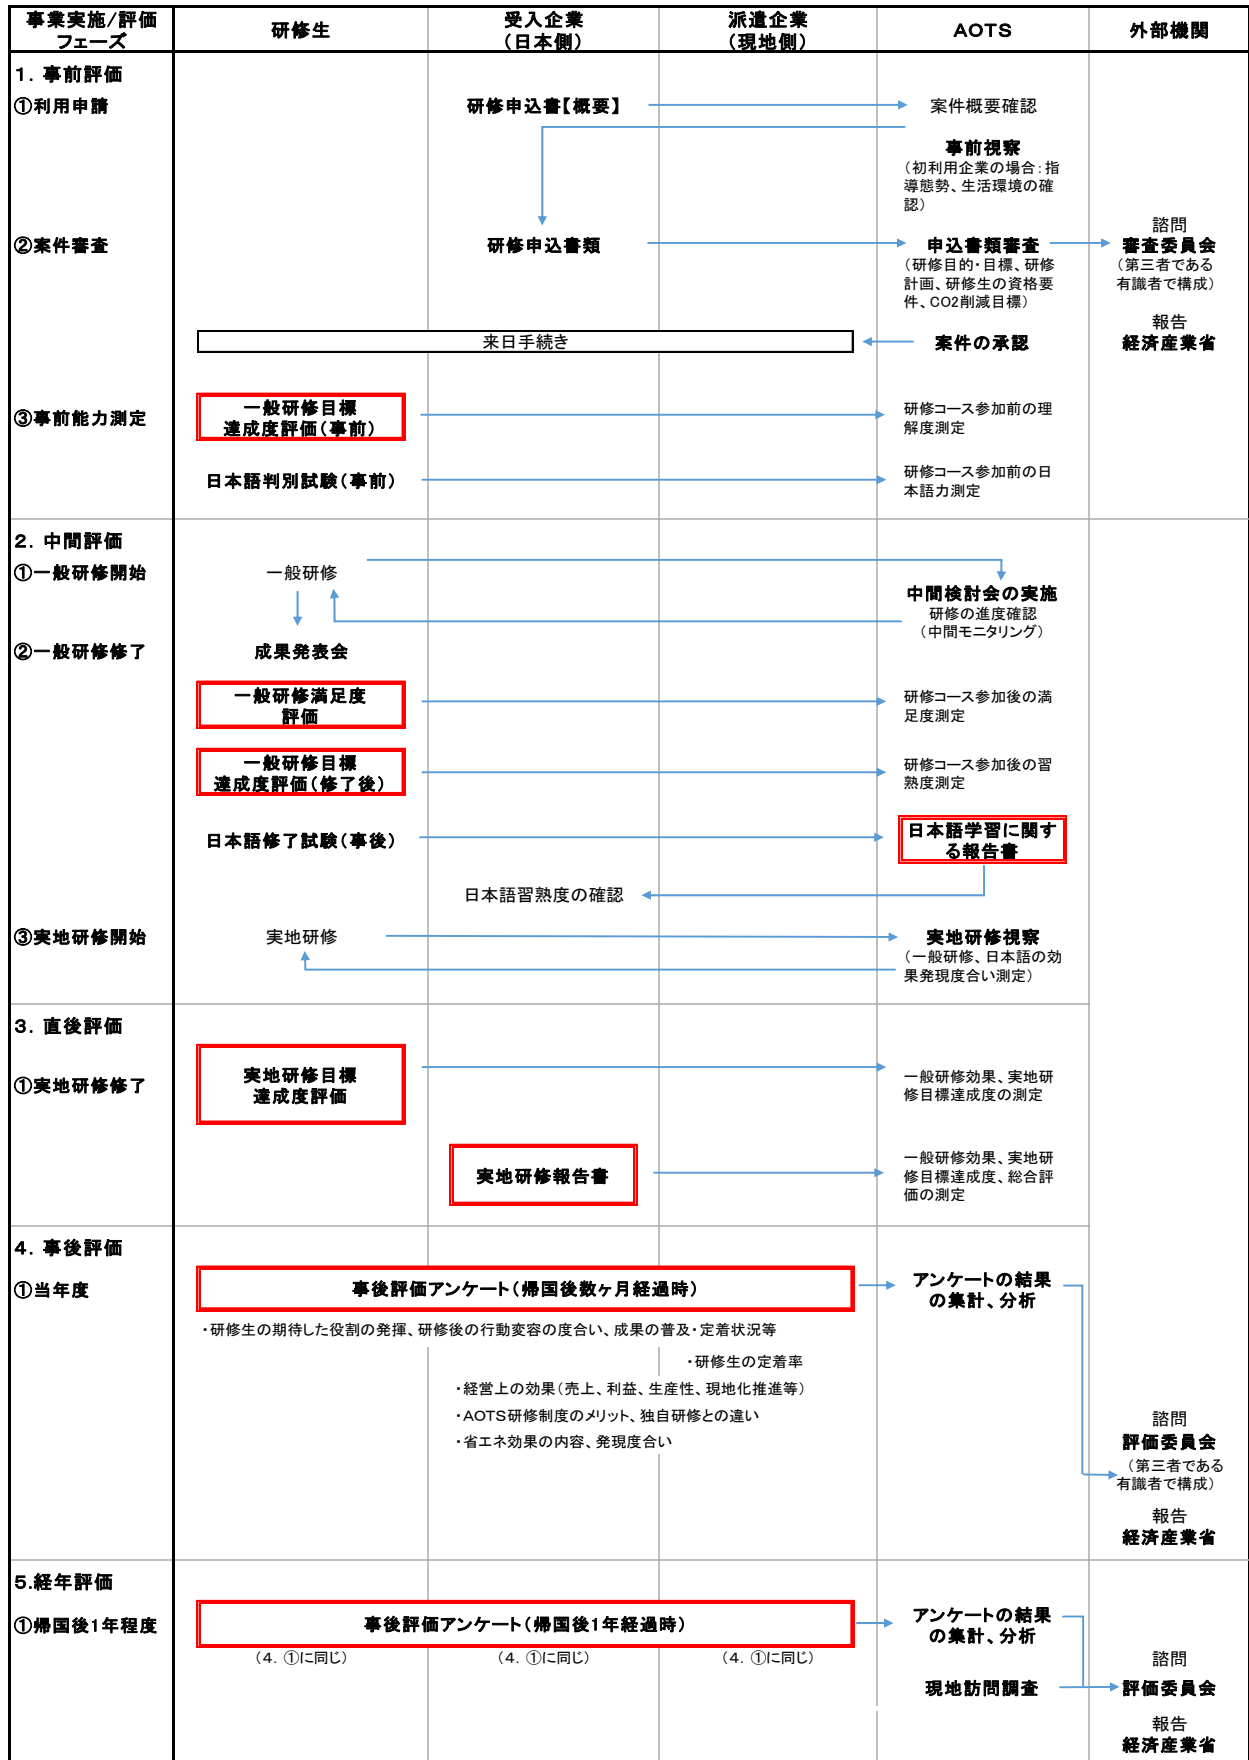 事業実施/評価
フェーズ
研修生
受入企業
(日本側)
派遣企業
(現地側)
AOTS
外部機関
1. 事前評価
①利用申請
研修申込書【概要】
案件概要確認
事前視察
(初利用企業の場合:指
導態勢、生活環境の確
認)
②案件審査
研修申込書類
申込書類審査
(研修目的・目標、研修
計画、研修生の資格要
件、CO2削減目標)
諮問
審査委員会
(第三者である
有識者で構成)
報告
経済産業省
来日手続き
案件の承認
③事前能力測定
一般研修目標
達成度評価(事前)
研修コース参加前の理
解度測定
日本語判別試験(事前)
研修コース参加前の日
本語力測定
2. 中間評価
①一般研修開始
一般研修
中間検討会の実施
研修の進度確認
(中間モニタリング)
②一般研修修了
成果発表会
一般研修満足度
評価
研修コース参加後の満
足度測定
一般研修目標
達成度評価(修了後)
研修コース参加後の習
熟度測定
日本語修了試験(事後)
日本語学習に関す
る報告書
日本語習熟度の確認
③実地研修開始
実地研修
実地研修視察
(一般研修、日本語の効
果発現度合い測定)
3. 直後評価
①実地研修修了
実地研修目標
達成度評価
一般研修効果、実地研
修目標達成度の測定
実地研修報告書
一般研修効果、実地研
修目標達成度、総合評
価の測定
4. 事後評価
①当年度
事後評価アンケート(帰国後数ヶ月経過時)
アンケートの結果
の集計、分析
・研修生の期待した役割の発揮、研修後の行動変容の度合い、成果の普及・定着状況等
・研修生の定着率
・経営上の効果(売上、利益、生産性、現地化推進等)
・AOTS研修制度のメリット、独自研修との違い
・省エネ効果の内容、発現度合い
諮問
評価委員会
(第三者である
有識者で構成)
報告
経済産業省
5.経年評価
①帰国後1年程度
事後評価アンケート(帰国後1年経過時)
アンケートの結果
の集計、分析
(4. ①に同じ)
(4. ①に同じ)
(4. ①に同じ)
現地訪問調査
諮問
評価委員会
報告
経済産業省